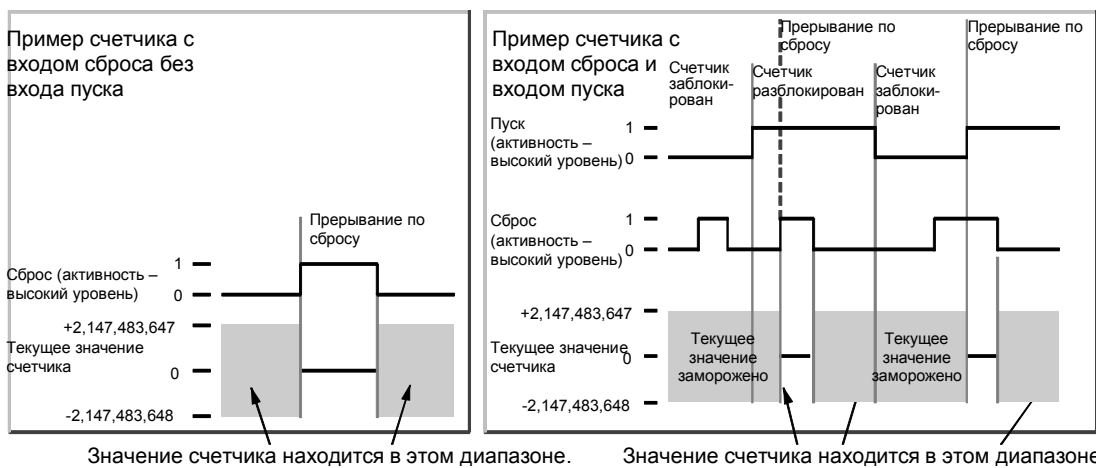 Пример счетчика с
входом сброса без
входа пуска
Прерывание по
сбросу
Сброс (активность –
высокий уровень)
1
0
+2,147,483,647
Текущее значение
счетчика
0
-2,147,483,648
Значение счетчика находится в этом диапазоне.
Пример счетчика с
входом сброса и
входом пуска
Прерывание по
сбросу
Прерывание по
сбросу
Счетчик
заблоки-
рован
Счетчик
разблокирован
Счетчик
заблоки-
рован
Пуск
(активность –
высокий уровень)
1
0
Сброс
(активность –
высокий уровень)
1
0
+2,147,483,647
Текущее значение
счетчика
0
Текущее
значение
заморожено
Текущее
значение
заморожено
-2,147,483,648
Значение счетчика находится в этом диапазоне